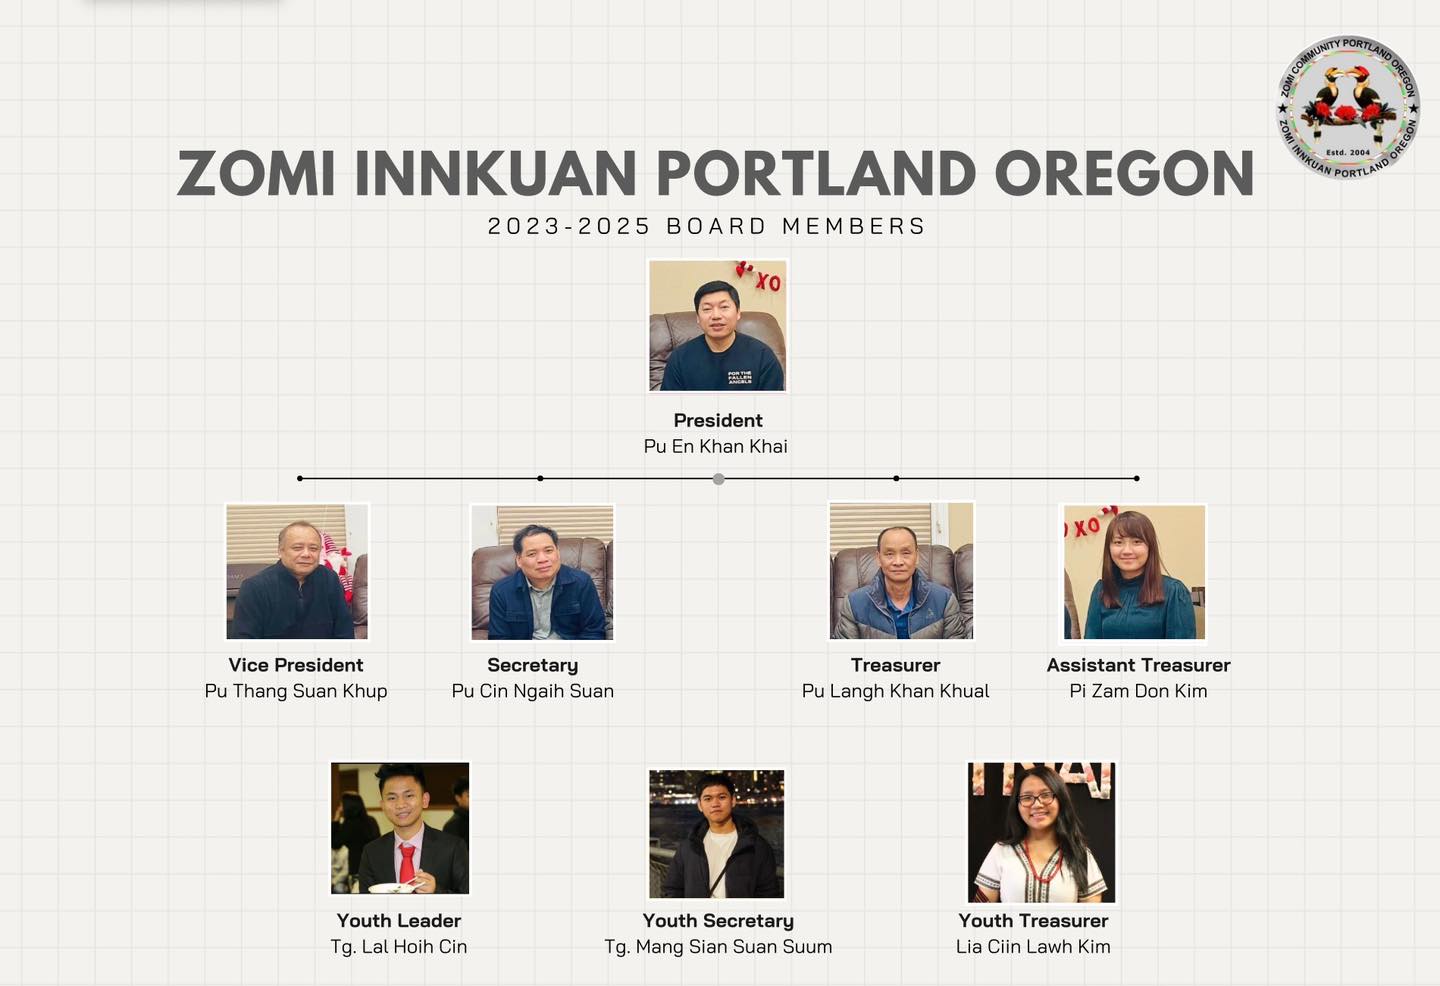 ZOMI COMMUNITY PORTLAND OREGON
Estd. 2004
ZOMI INNKUAN PORTLAND OREGON
ZOMI INNKUAN PORTLAND OREGON
2023-2025 BOARD MEMBERS
XO
FOR THE
FALLEN
ANGELS
President
Pu En Khan Khai
XO
Vice President
Pu Thang Suan Khup
Secretary
Pu Cin Ngaih Suan
Treasurer
Pu Langh Khan Khual
Assistant Treasurer
Pi Zam Don Kim
Youth Leader
Tg. Lal Hoih Cin
Youth Secretary
Tg. Mang Sian Suan Suum
Youth Treasurer
Lia Ciin Lawh Kim